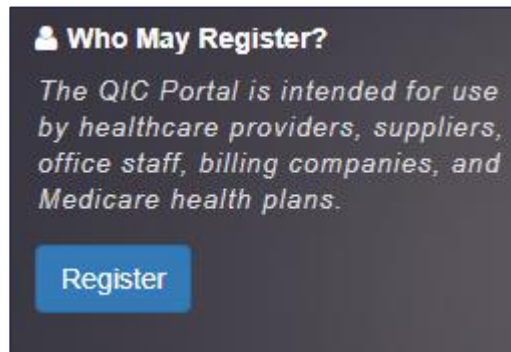 Who May Register?
The QIC Portal is intended for use
by healthcare providers, suppliers,
office staff, billing companies, and
Medicare health plans.
Register